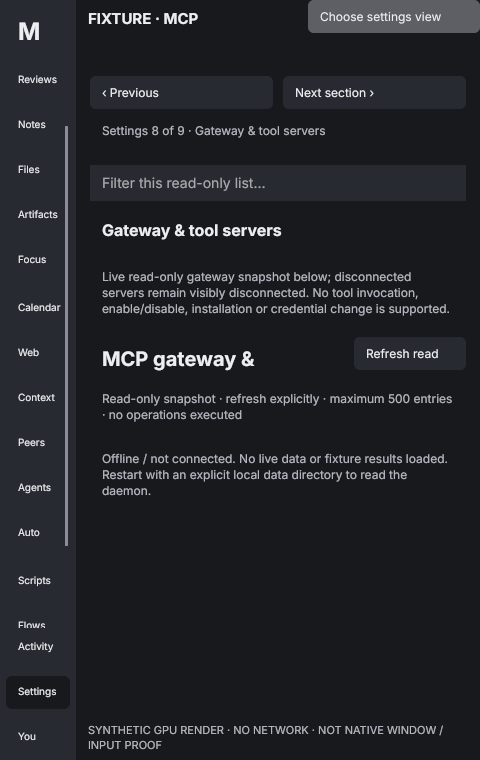 M
FIXTURE · MCP
Choose settings view
Reviews
Notes
Files
Artifacts
Focus
Calendar
Web
Context
Peers
Agents
Auto
Scripts
Flows
Activity
Settings
You
‹ Previous
Next section ›
Settings 8 of 9 · Gateway & tool servers
Filter this read-only list...
Gateway & tool servers
Live read-only gateway snapshot below; disconnected
servers remain visibly disconnected. No tool invocation,
enable/disable, installation or credential change is supported.
MCP gateway &
Refresh read
Read-only snapshot · refresh explicitly · maximum 500 entries
· no operations executed
Offline / not connected. No live data or fixture results loaded.
Restart with an explicit local data directory to read the
daemon.
SYNTHETIC GPU RENDER · NO NETWORK · NOT NATIVE WINDOW /
INPUT PROOF